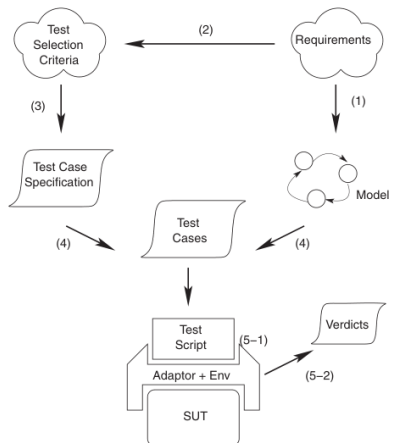 Test
Selection
Criteria
(2)
Requirements
(3)
(1)
Test Case
Specification
Model
(4)
Test
Cases
(4)
Test
Script
(5–1)
Verdicts
Adaptor + Env
(5–2)
SUT